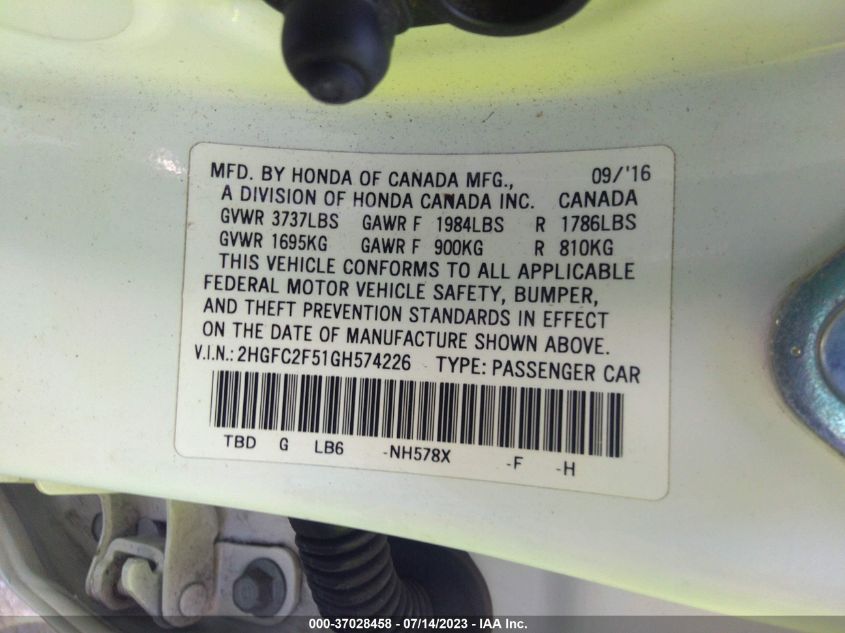 MFD. BY HONDA OF CANADA MFG., 09/'16
A DIVISION OF HONDA CANADA INC. CANADA
GVWR 3737LBS GAWR F 1984LBS R 1786LBS
GVWR 1695KG GAWR F 900KG R 810KG
THIS VEHICLE CONFORMS TO ALL APPLICABLE
FEDERAL MOTOR VEHICLE SAFETY, BUMPER,
AND THEFT PREVENTION STANDARDS IN EFFECT
ON THE DATE OF MANUFACTURE SHOWN ABOVE.
V.I.N.: 2HGFC2F51GH574226 TYPE: PASSENGER CAR
TBD G LB6 -NH578X -F -H
000-37028458 - 07/14/2023 - IAA Inc.